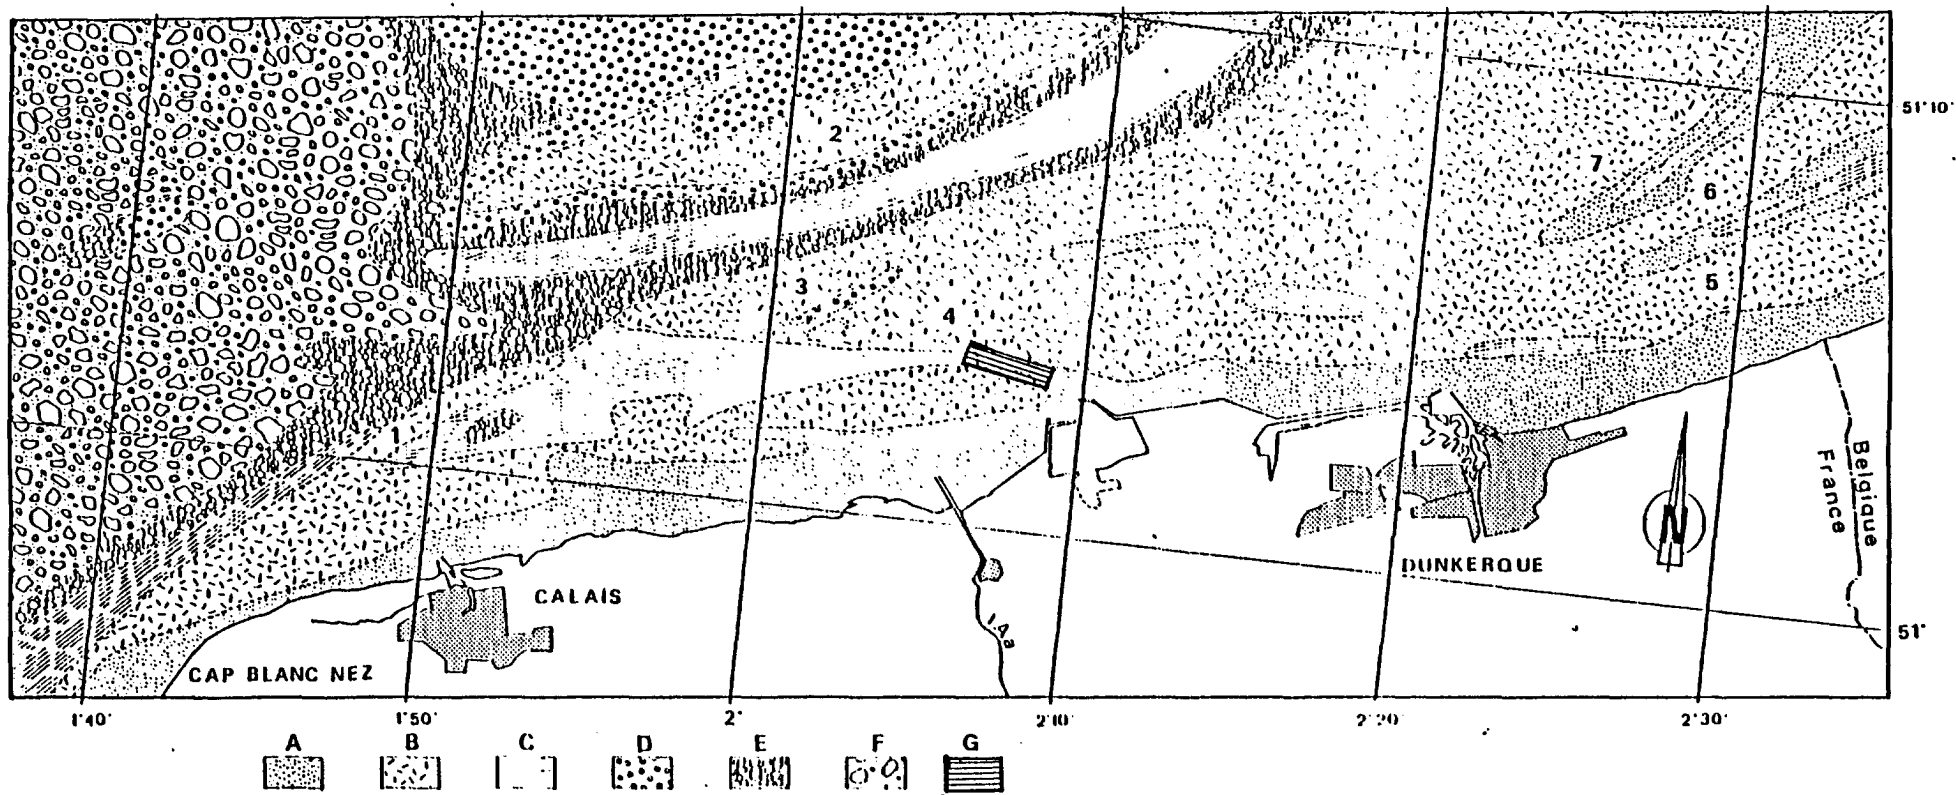 2
51°10'
7
6
3
5
4
1
Belgique
France
DUNKERQUE
CALAIS
l'Aa
51°
CAP BLANC NEZ
1°40' 1°50' 2° 2°10' 2°20' 2°30'
A B C D E F G